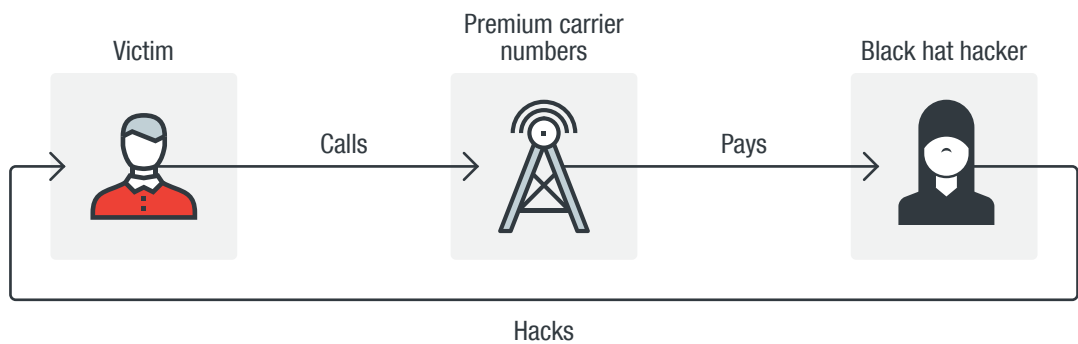 Victim
Premium carrier
numbers
Black hat hacker
Calls
Pays
Hacks